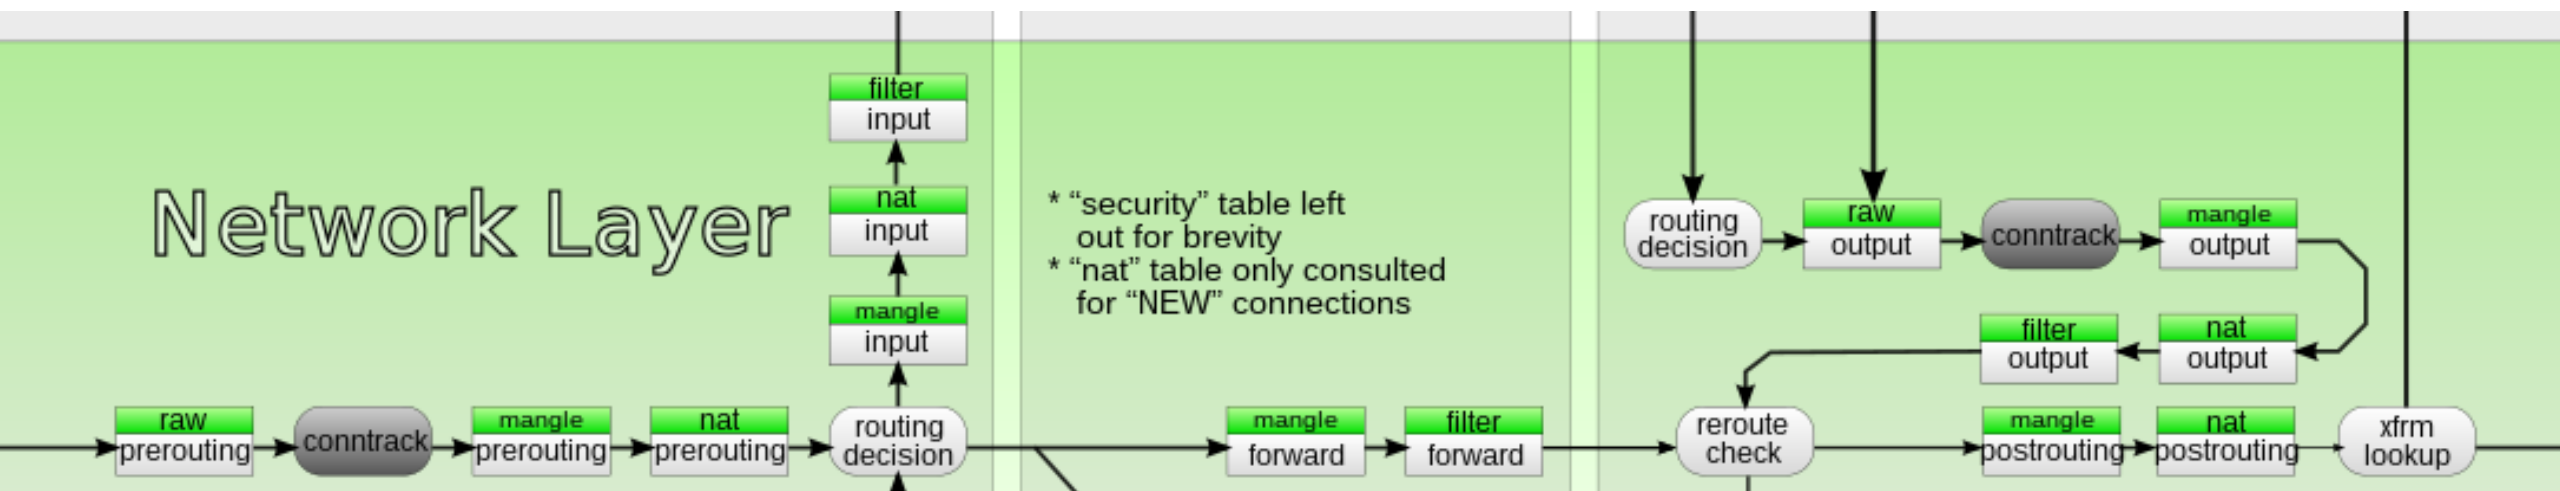 filter
input
nat
input
mangle
input
Network Layer
raw
prerouting
conntrack
mangle
prerouting
nat
prerouting
routing
decision
* “security” table left
out for brevity
* “nat” table only consulted
for “NEW” connections
mangle
forward
filter
forward
routing
decision
raw
output
conntrack
mangle
output
filter
output
nat
output
reroute
check
mangle
postrouting
nat
postrouting
xfrm
lookup